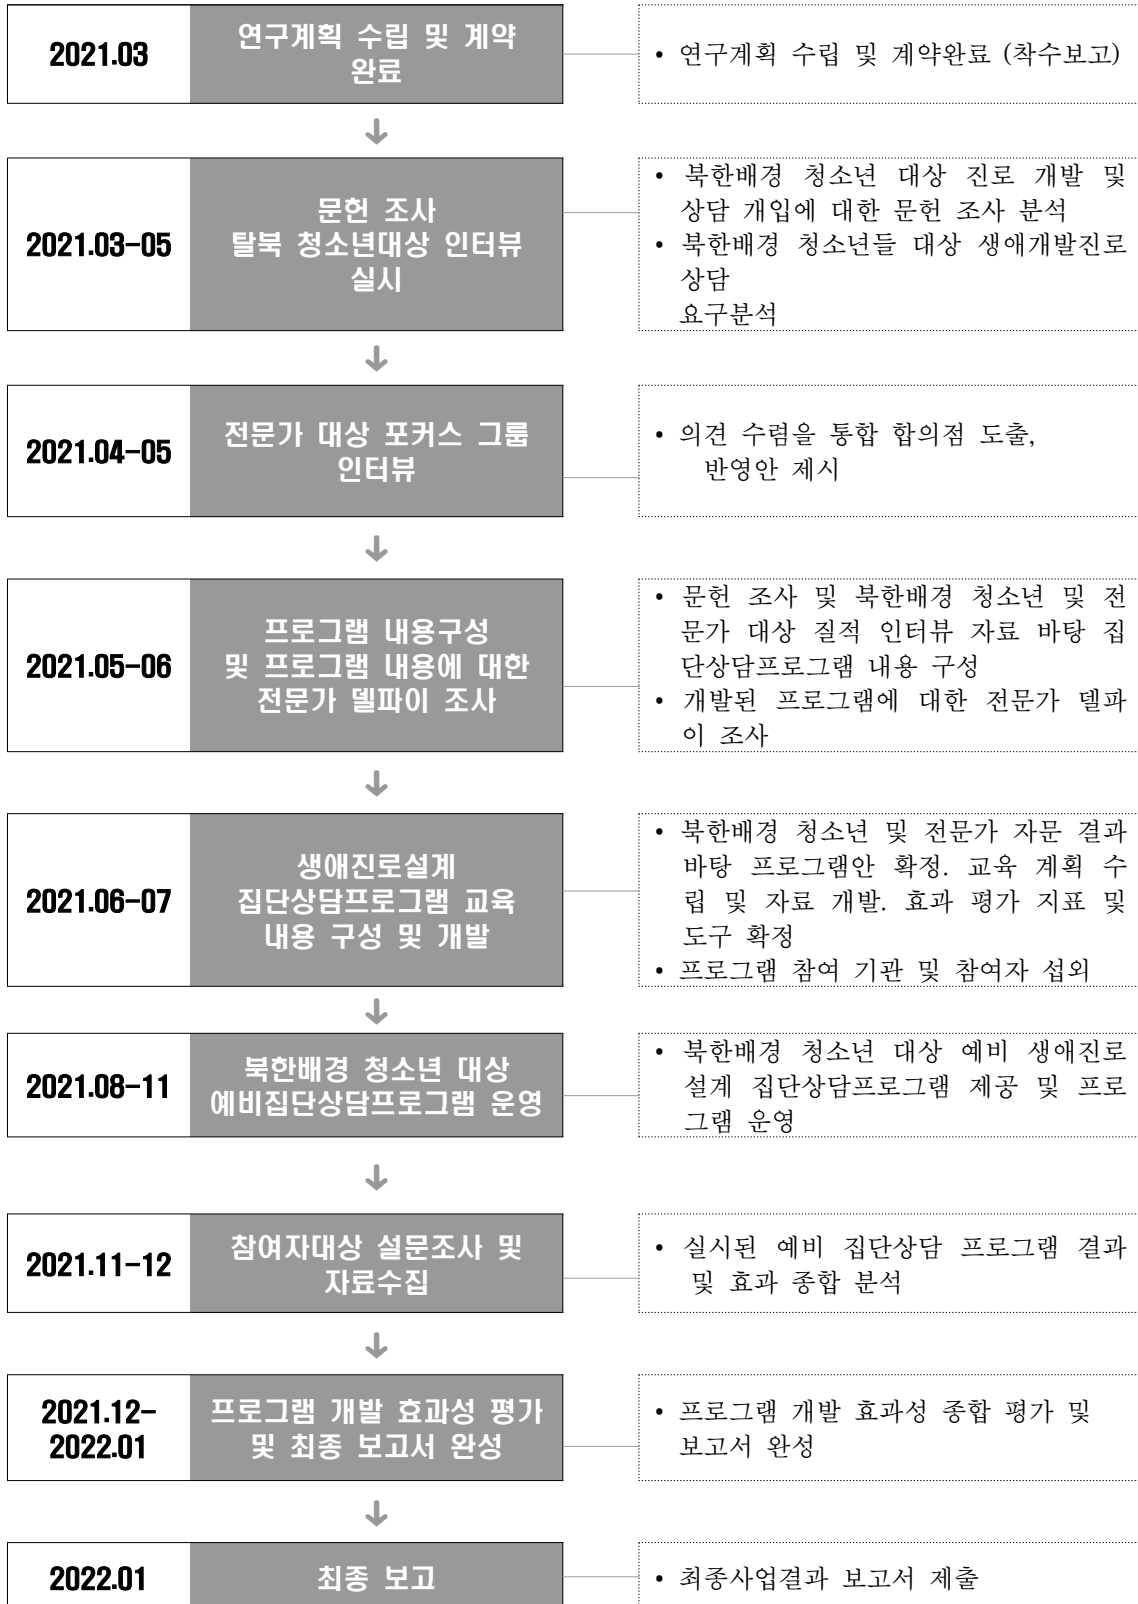 2021.03
연구계획 수립 및 계약
완료
• 연구계획 수립 및 계약완료 (착수보고)
2021.03-05
문헌 조사
탈북 청소년대상 인터뷰
실시
• 북한배경 청소년 대상 진로 개발 및
상담 개입에 대한 문헌 조사 분석
• 북한배경 청소년들 대상 생애개발진로
상담
요구분석
2021.04-05
전문가 대상 포커스 그룹
인터뷰
• 의견 수렴을 통합 합의점 도출,
반영안 제시
2021.05-06
프로그램 내용구성
및 프로그램 내용에 대한
전문가 델파이 조사
• 문헌 조사 및 북한배경 청소년 및 전
문가 대상 질적 인터뷰 자료 바탕 집
단상담프로그램 내용 구성
• 개발된 프로그램에 대한 전문가 델파
이 조사
2021.06-07
생애진로설계
집단상담프로그램 교육
내용 구성 및 개발
• 북한배경 청소년 및 전문가 자문 결과
바탕 프로그램안 확정. 교육 계획 수
립 및 자료 개발. 효과 평가 지표 및
도구 확정
• 프로그램 참여 기관 및 참여자 섭외
2021.08-11
북한배경 청소년 대상
예비집단상담프로그램 운영
• 북한배경 청소년 대상 예비 생애진로
설계 집단상담프로그램 제공 및 프로
그램 운영
2021.11-12
참여자대상 설문조사 및
자료수집
• 실시된 예비 집단상담 프로그램 결과
및 효과 종합 분석
2021.12-
2022.01
프로그램 개발 효과성 평가
및 최종 보고서 완성
• 프로그램 개발 효과성 종합 평가 및
보고서 완성
2022.01
최종 보고
• 최종사업결과 보고서 제출